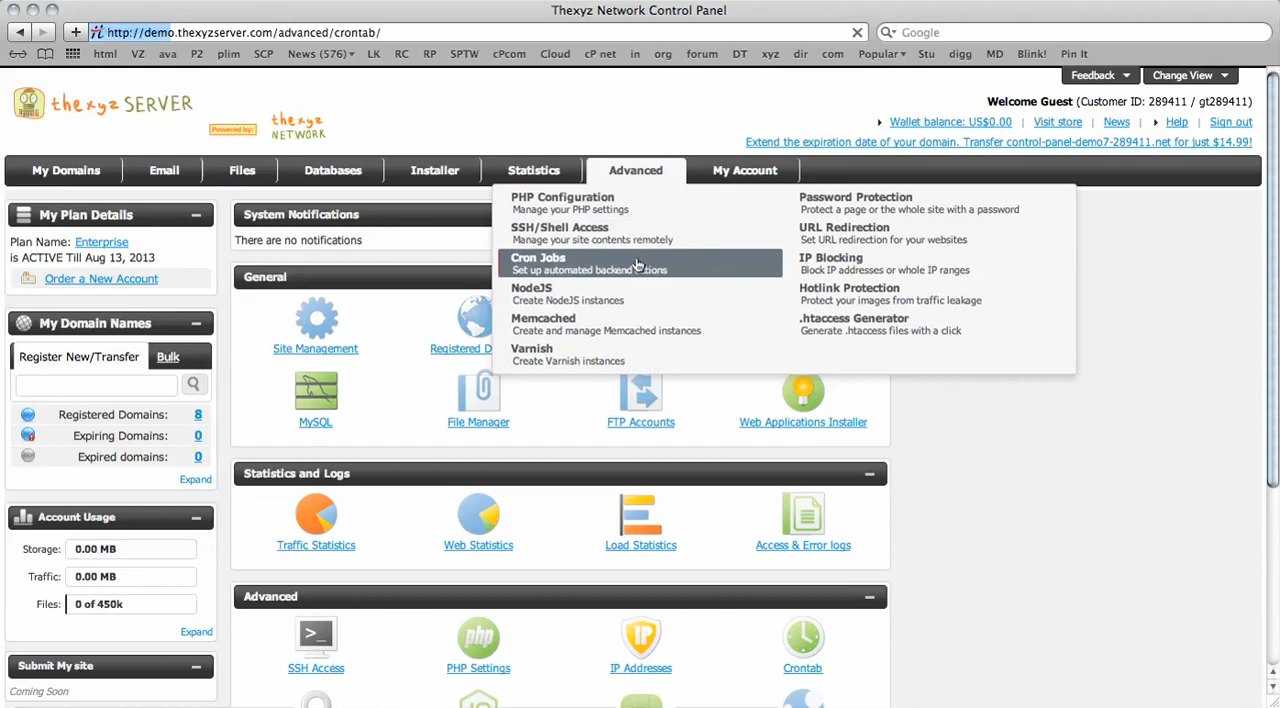 Thexyz Network Control Panel
http://demo.thexyzserver.com/advanced/crontab/
Google
html VZ ava P2 plim SCP News (576) LK RC RP SPTW cPcom Cloud cP net in org forum DT xyz dir com Popular Stum digg MD Blink! Pin It
Feedback Change View
thexyz SERVER
Powered by:
thexyz
NETWORK
Welcome Guest (Customer ID: 289411 / gt289411)
Wallet balance: US$0.00 | Visit store | News | Help | Sign out
Extend the expiration date of your domain. Transfer control-panel-demo7-289411.net for just $14.99!
My Domains Email Files Databases Installer Statistics Advanced My Account
PHP Configuration
Manage your PHP settings
SSH/Shell Access
Manage your site contents remotely
Cron Jobs
Set up automated backend
NodeJS
Create NodeJS instances
Memcached
Create and manage Memcached instances
Varnish
Create Varnish instances
Password Protection
Protect a page or the whole site with a password
URL Redirection
Set URL redirection for your websites
IP Blocking
Block IP addresses or whole IP ranges
Hotlink Protection
Protect your images from traffic leakage
.htaccess Generator
Generate .htaccess files with a click
My Plan Details
Plan Name: Enterprise
is ACTIVE Till Aug 13, 2013
Order a New Account
My Domain Names
Register New/Transfer Bulk
Registered Domains: 8
Expiring Domains: 0
Expired domains: 0
Expand
Account Usage
Storage: 0.00 MB
Traffic: 0.00 MB
Files: 0 of 450k
Expand
Submit My site
Coming Soon
System Notifications
There are no notifications
General
Site Management
Registered D
MySQL
File Manager
FTP Accounts
Web Applications Installer
Statistics and Logs
Traffic Statistics
Web Statistics
Load Statistics
Access & Error logs
Advanced
>_
php
IP
SSH Access
PHP Settings
IP Addresses
Crontab